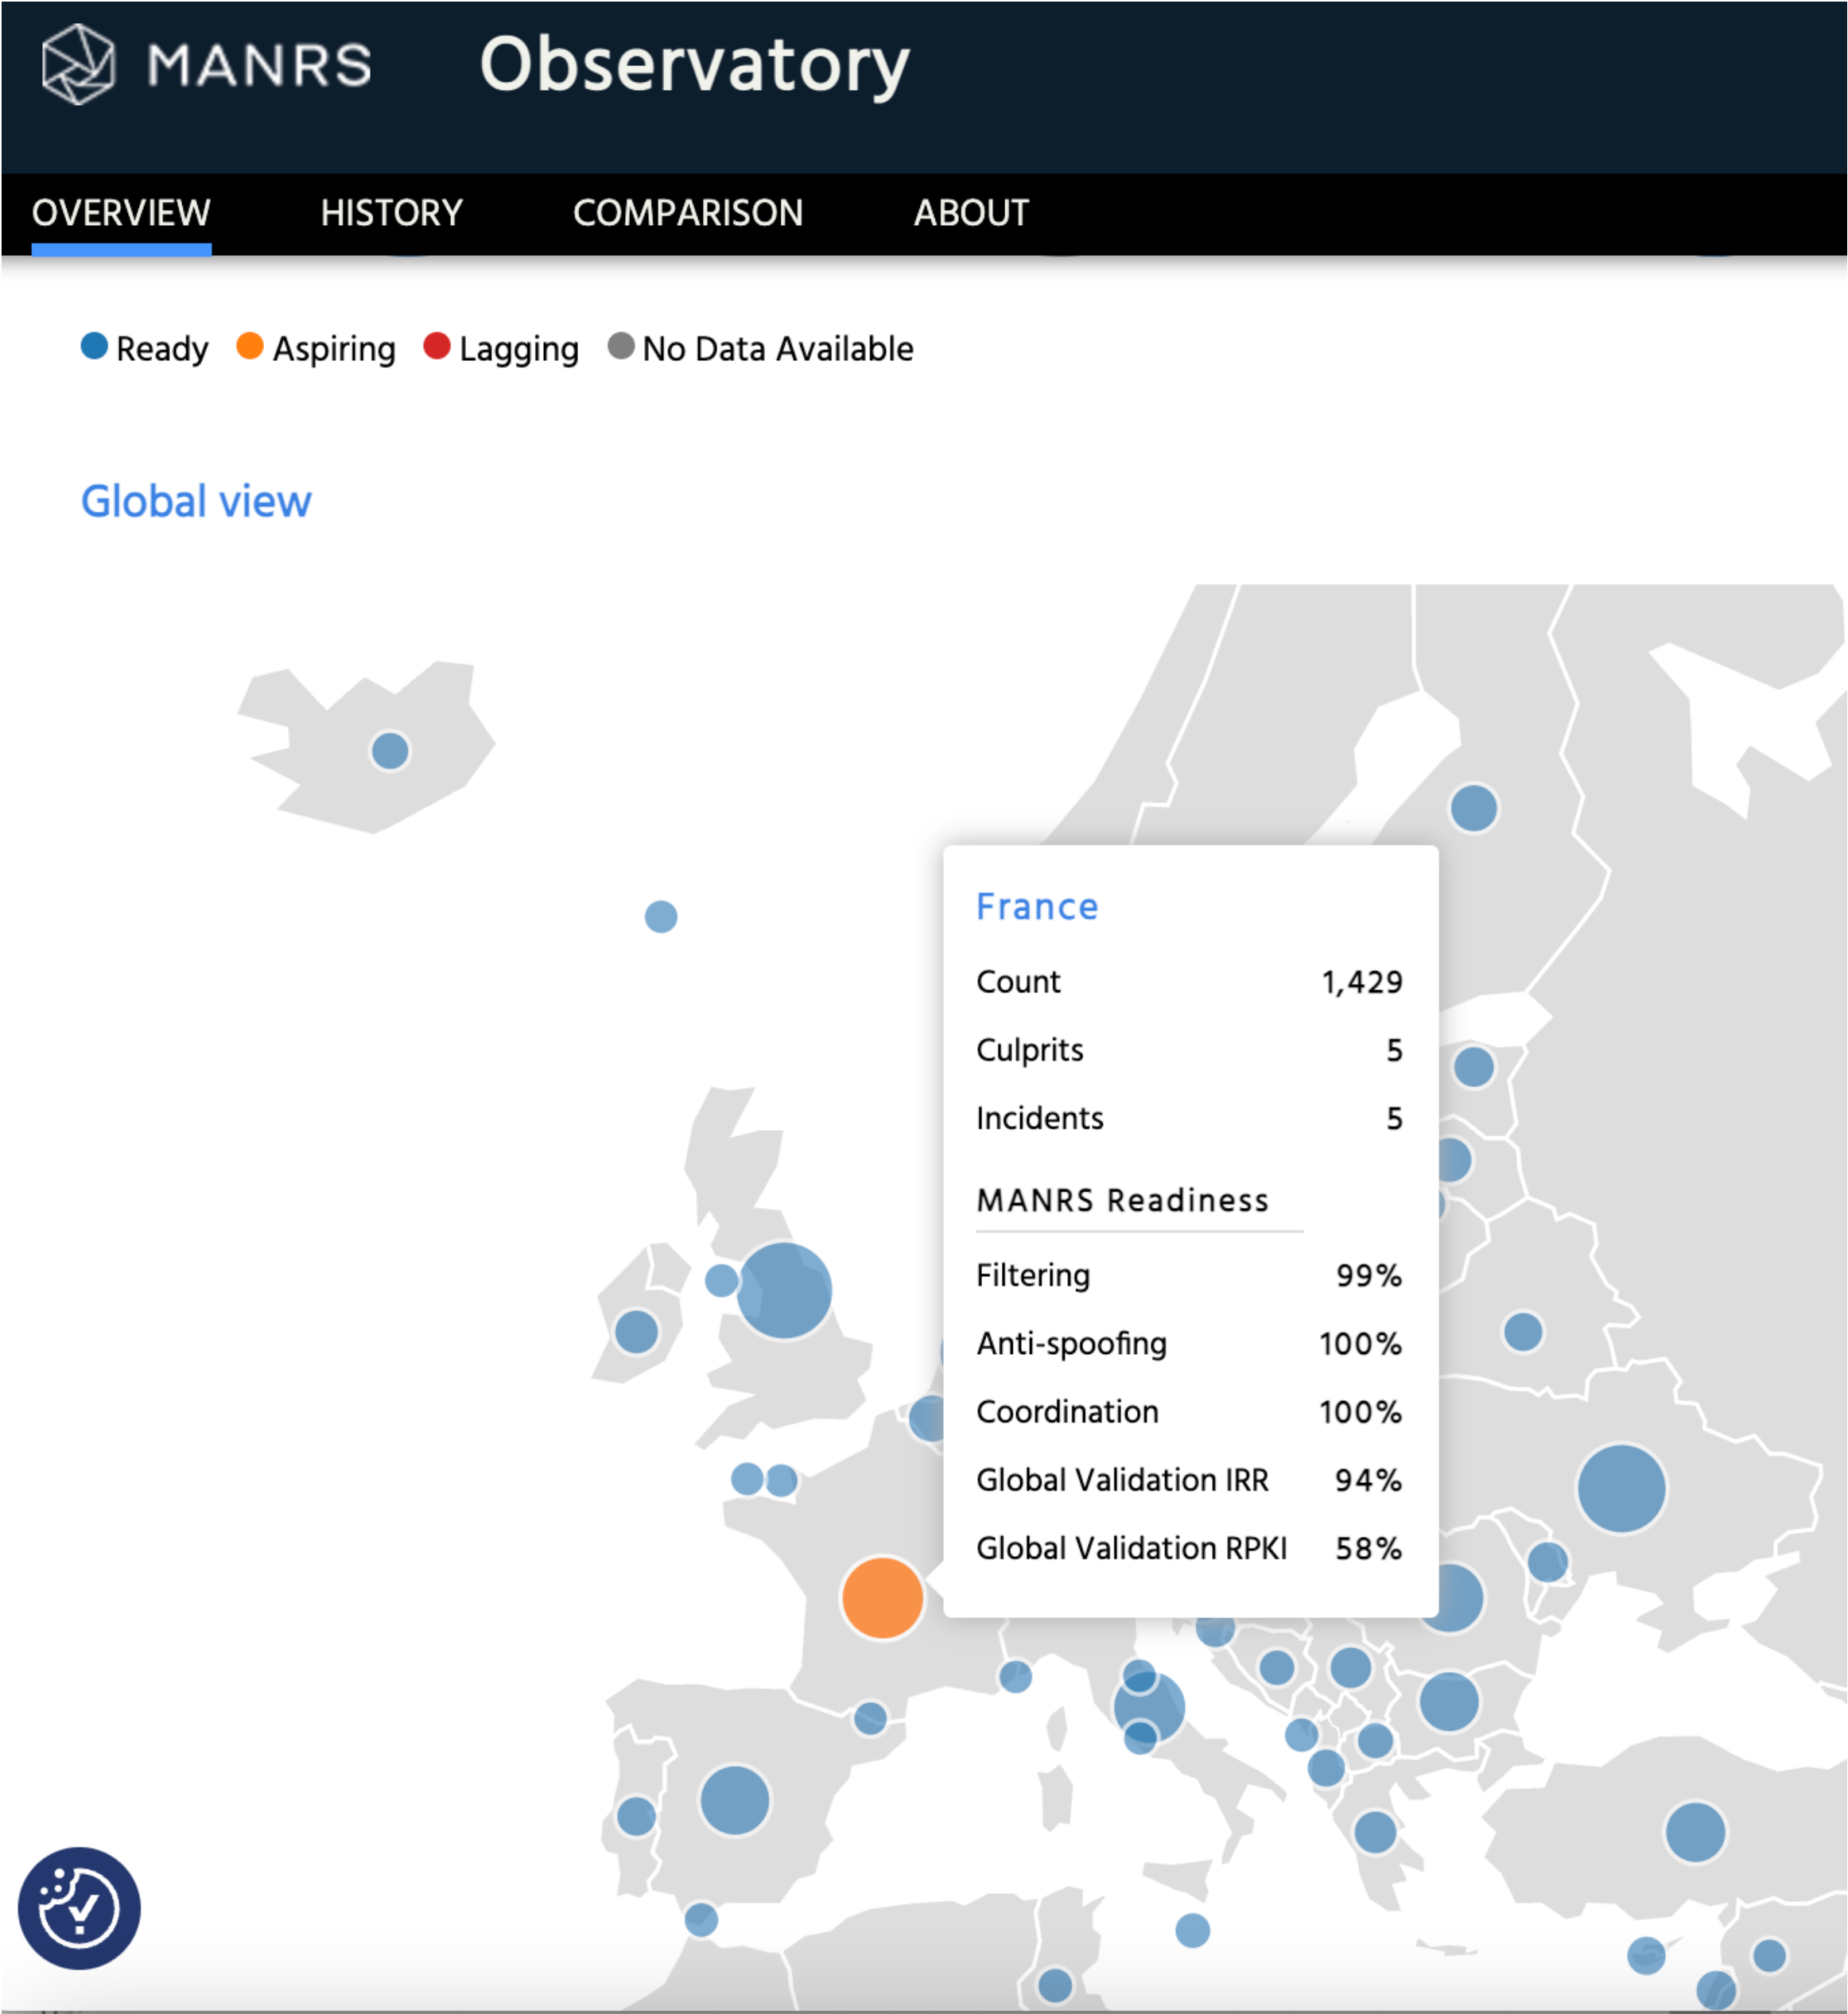 MANRS Observatory
OVERVIEW HISTORY COMPARISON ABOUT
Ready Aspiring Lagging No Data Available
Global view
France
Count 1,429
Culprits 5
Incidents 5
MANRS Readiness
Filtering 99%
Anti-spoofing 100%
Coordination 100%
Global Validation IRR 94%
Global Validation RPKI 58%